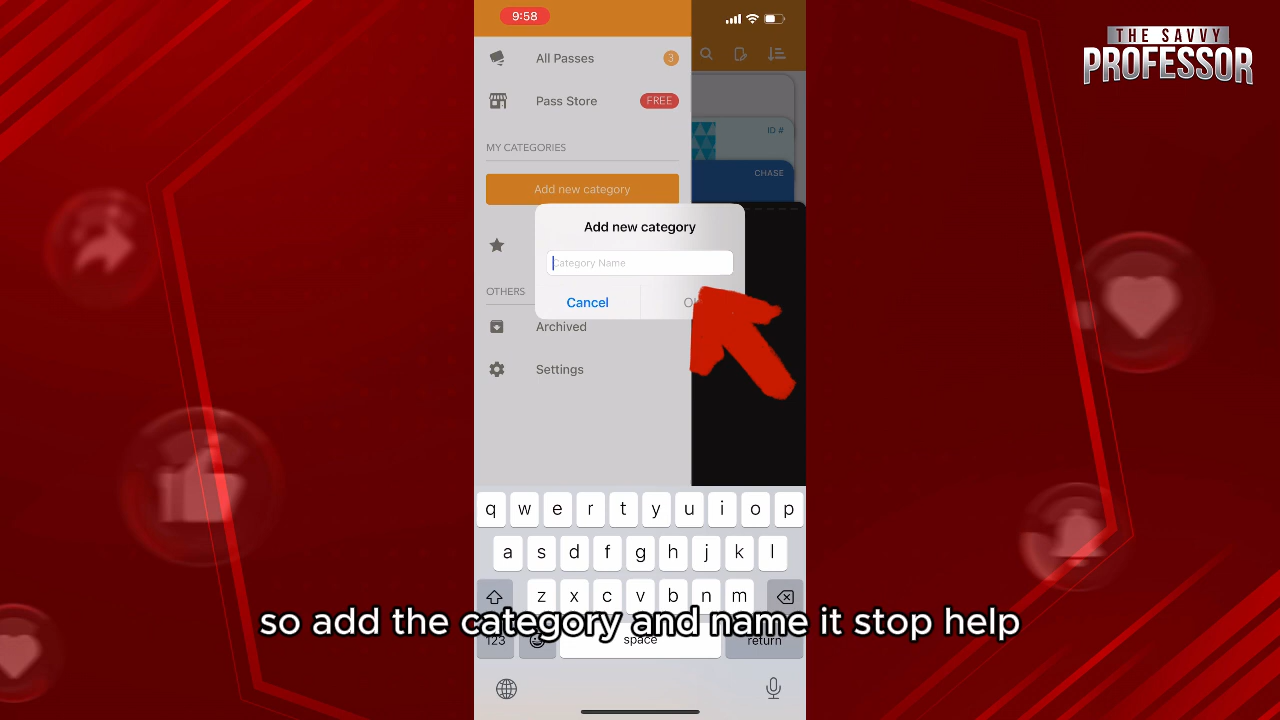 9:58
THE SAVVY
PROFESSOR
All Passes 3
Pass Store FREE
MY CATEGORIES
Add new category
ID #
CHASE
Add new category
Category Name
Cancel
OTHERS
Archived
Settings
q w e r t y u i o p
a s d f g h j k l
z x c v b n m
so add the category and name it stop help
123 space return